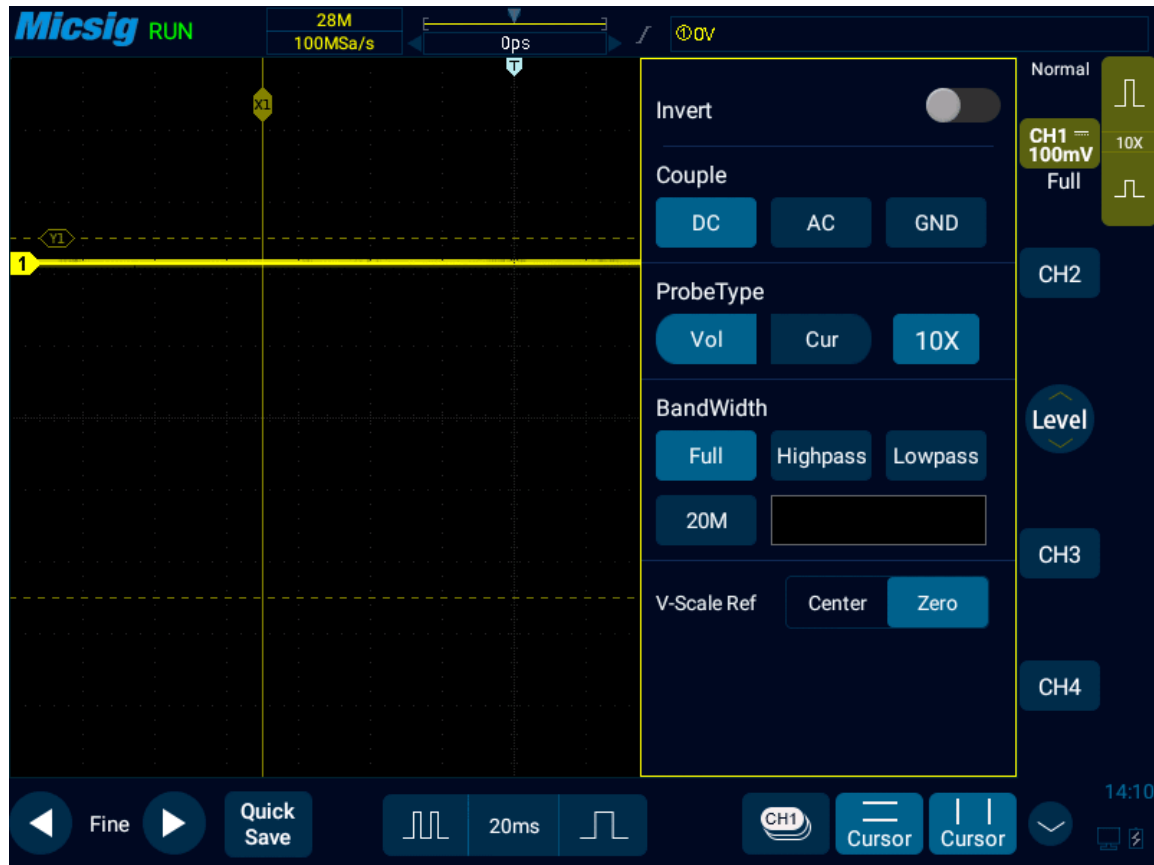 Micsig RUN
28M
100MSa/s
0ps
①0V
T
X1
Y1
1
Invert
Couple
DC AC GND
ProbeType
Vol Cur 10X
BandWidth
Full Highpass Lowpass
20M
V-Scale Ref Center Zero
Normal
CH1
100mV
Full
10X
CH2
Level
CH3
CH4
Fine
Quick
Save
20ms
CH1
Cursor
Cursor
14:10